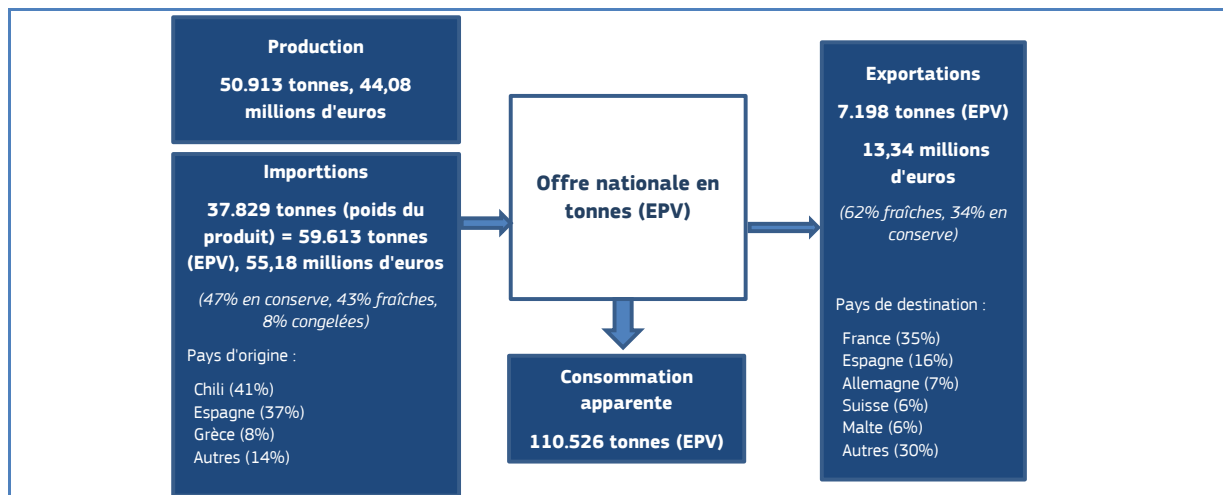 Production
50.913 tonnes, 44,08
millions d'euros
Importtions
37.829 tonnes (poids du
produit) = 59.613 tonnes
(EPV), 55,18 millions d'euros
(47% en conserve, 43% fraîches,
8% congelées)
Pays d'origine :
Chili (41%)
Espagne (37%)
Grèce (8%)
Autres (14%)
Offre nationale en
tonnes (EPV)
Consommation
apparente
110.526 tonnes (EPV)
Exportations
7.198 tonnes (EPV)
13,34 millions
d'euros
(62% fraîches, 34% en
conserve)
Pays de destination :
France (35%)
Espagne (16%)
Allemagne (7%)
Suisse (6%)
Malte (6%)
Autres (30%)